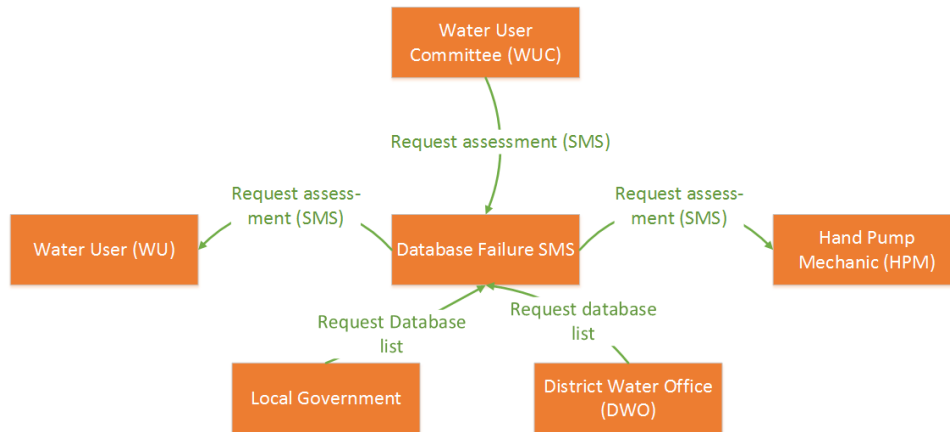 Water User
Committee (WUC)
Request assessment (SMS)
Request assess-
ment (SMS)
Request assess-
ment (SMS)
Water User (WU)
Database Failure SMS
Hand Pump
Mechanic (HPM)
Request Database
list
Request database
list
Local Government
District Water Office
(DWO)